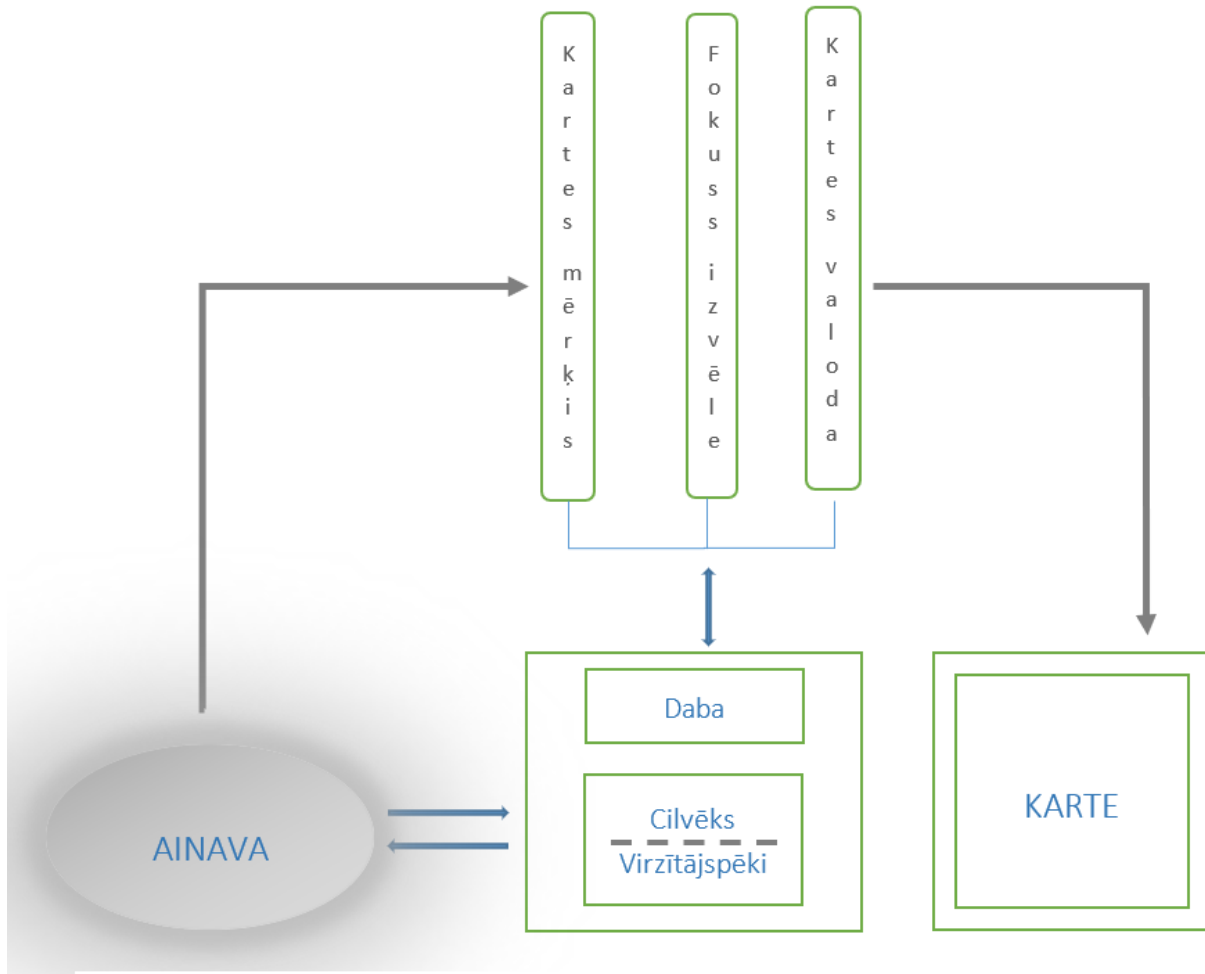 Kartes mērķis
Fokuss izvēle
Kartes valoda
Daba
Cilvēks
Virzītājspēki
AINAVA
KARTE